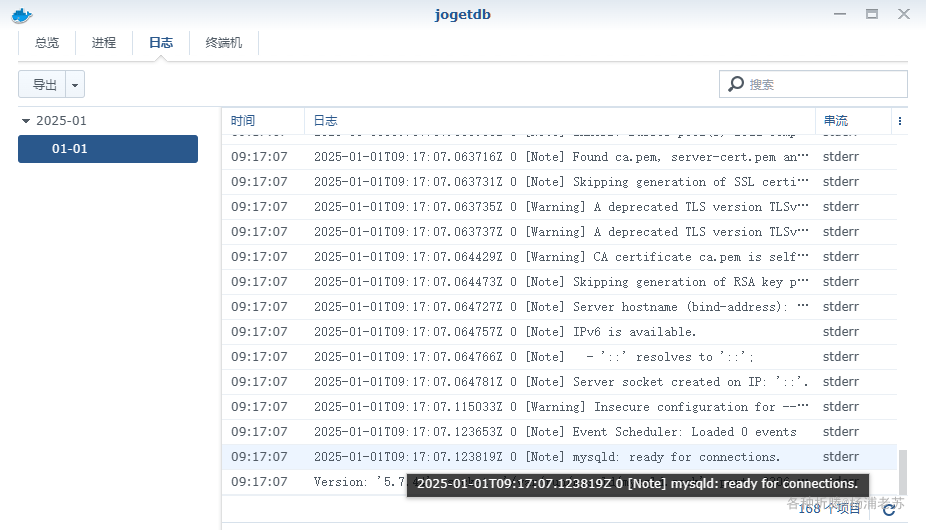 jogetdb
总览 进程 日志 终端机
导出 搜索
2025-01
01-01
时间 日志 串流
09:17:07 2025-01-01T09:17:07.063716Z 0 [Note] Found ca.pem, server-cert.pem an… stderr
09:17:07 2025-01-01T09:17:07.063731Z 0 [Note] Skipping generation of SSL certi… stderr
09:17:07 2025-01-01T09:17:07.063735Z 0 [Warning] A deprecated TLS version TLSv… stderr
09:17:07 2025-01-01T09:17:07.063737Z 0 [Warning] A deprecated TLS version TLSv… stderr
09:17:07 2025-01-01T09:17:07.064429Z 0 [Warning] CA certificate ca.pem is self… stderr
09:17:07 2025-01-01T09:17:07.064473Z 0 [Note] Skipping generation of RSA key p… stderr
09:17:07 2025-01-01T09:17:07.064727Z 0 [Note] Server hostname (bind-address): … stderr
09:17:07 2025-01-01T09:17:07.064757Z 0 [Note] IPv6 is available. stderr
09:17:07 2025-01-01T09:17:07.064766Z 0 [Note]   - '::' resolves to '::'; stderr
09:17:07 2025-01-01T09:17:07.064781Z 0 [Note] Server socket created on IP: '::'. stderr
09:17:07 2025-01-01T09:17:07.115033Z 0 [Warning] Insecure configuration for --… stderr
09:17:07 2025-01-01T09:17:07.123653Z 0 [Note] Event Scheduler: Loaded 0 events stderr
09:17:07 2025-01-01T09:17:07.123819Z 0 [Note] mysqld: ready for connections. stderr
09:17:07 Version: '5.7. stderr
2025-01-01T09:17:07.123819Z 0 [Note] mysqld: ready for connections.
168 个项目